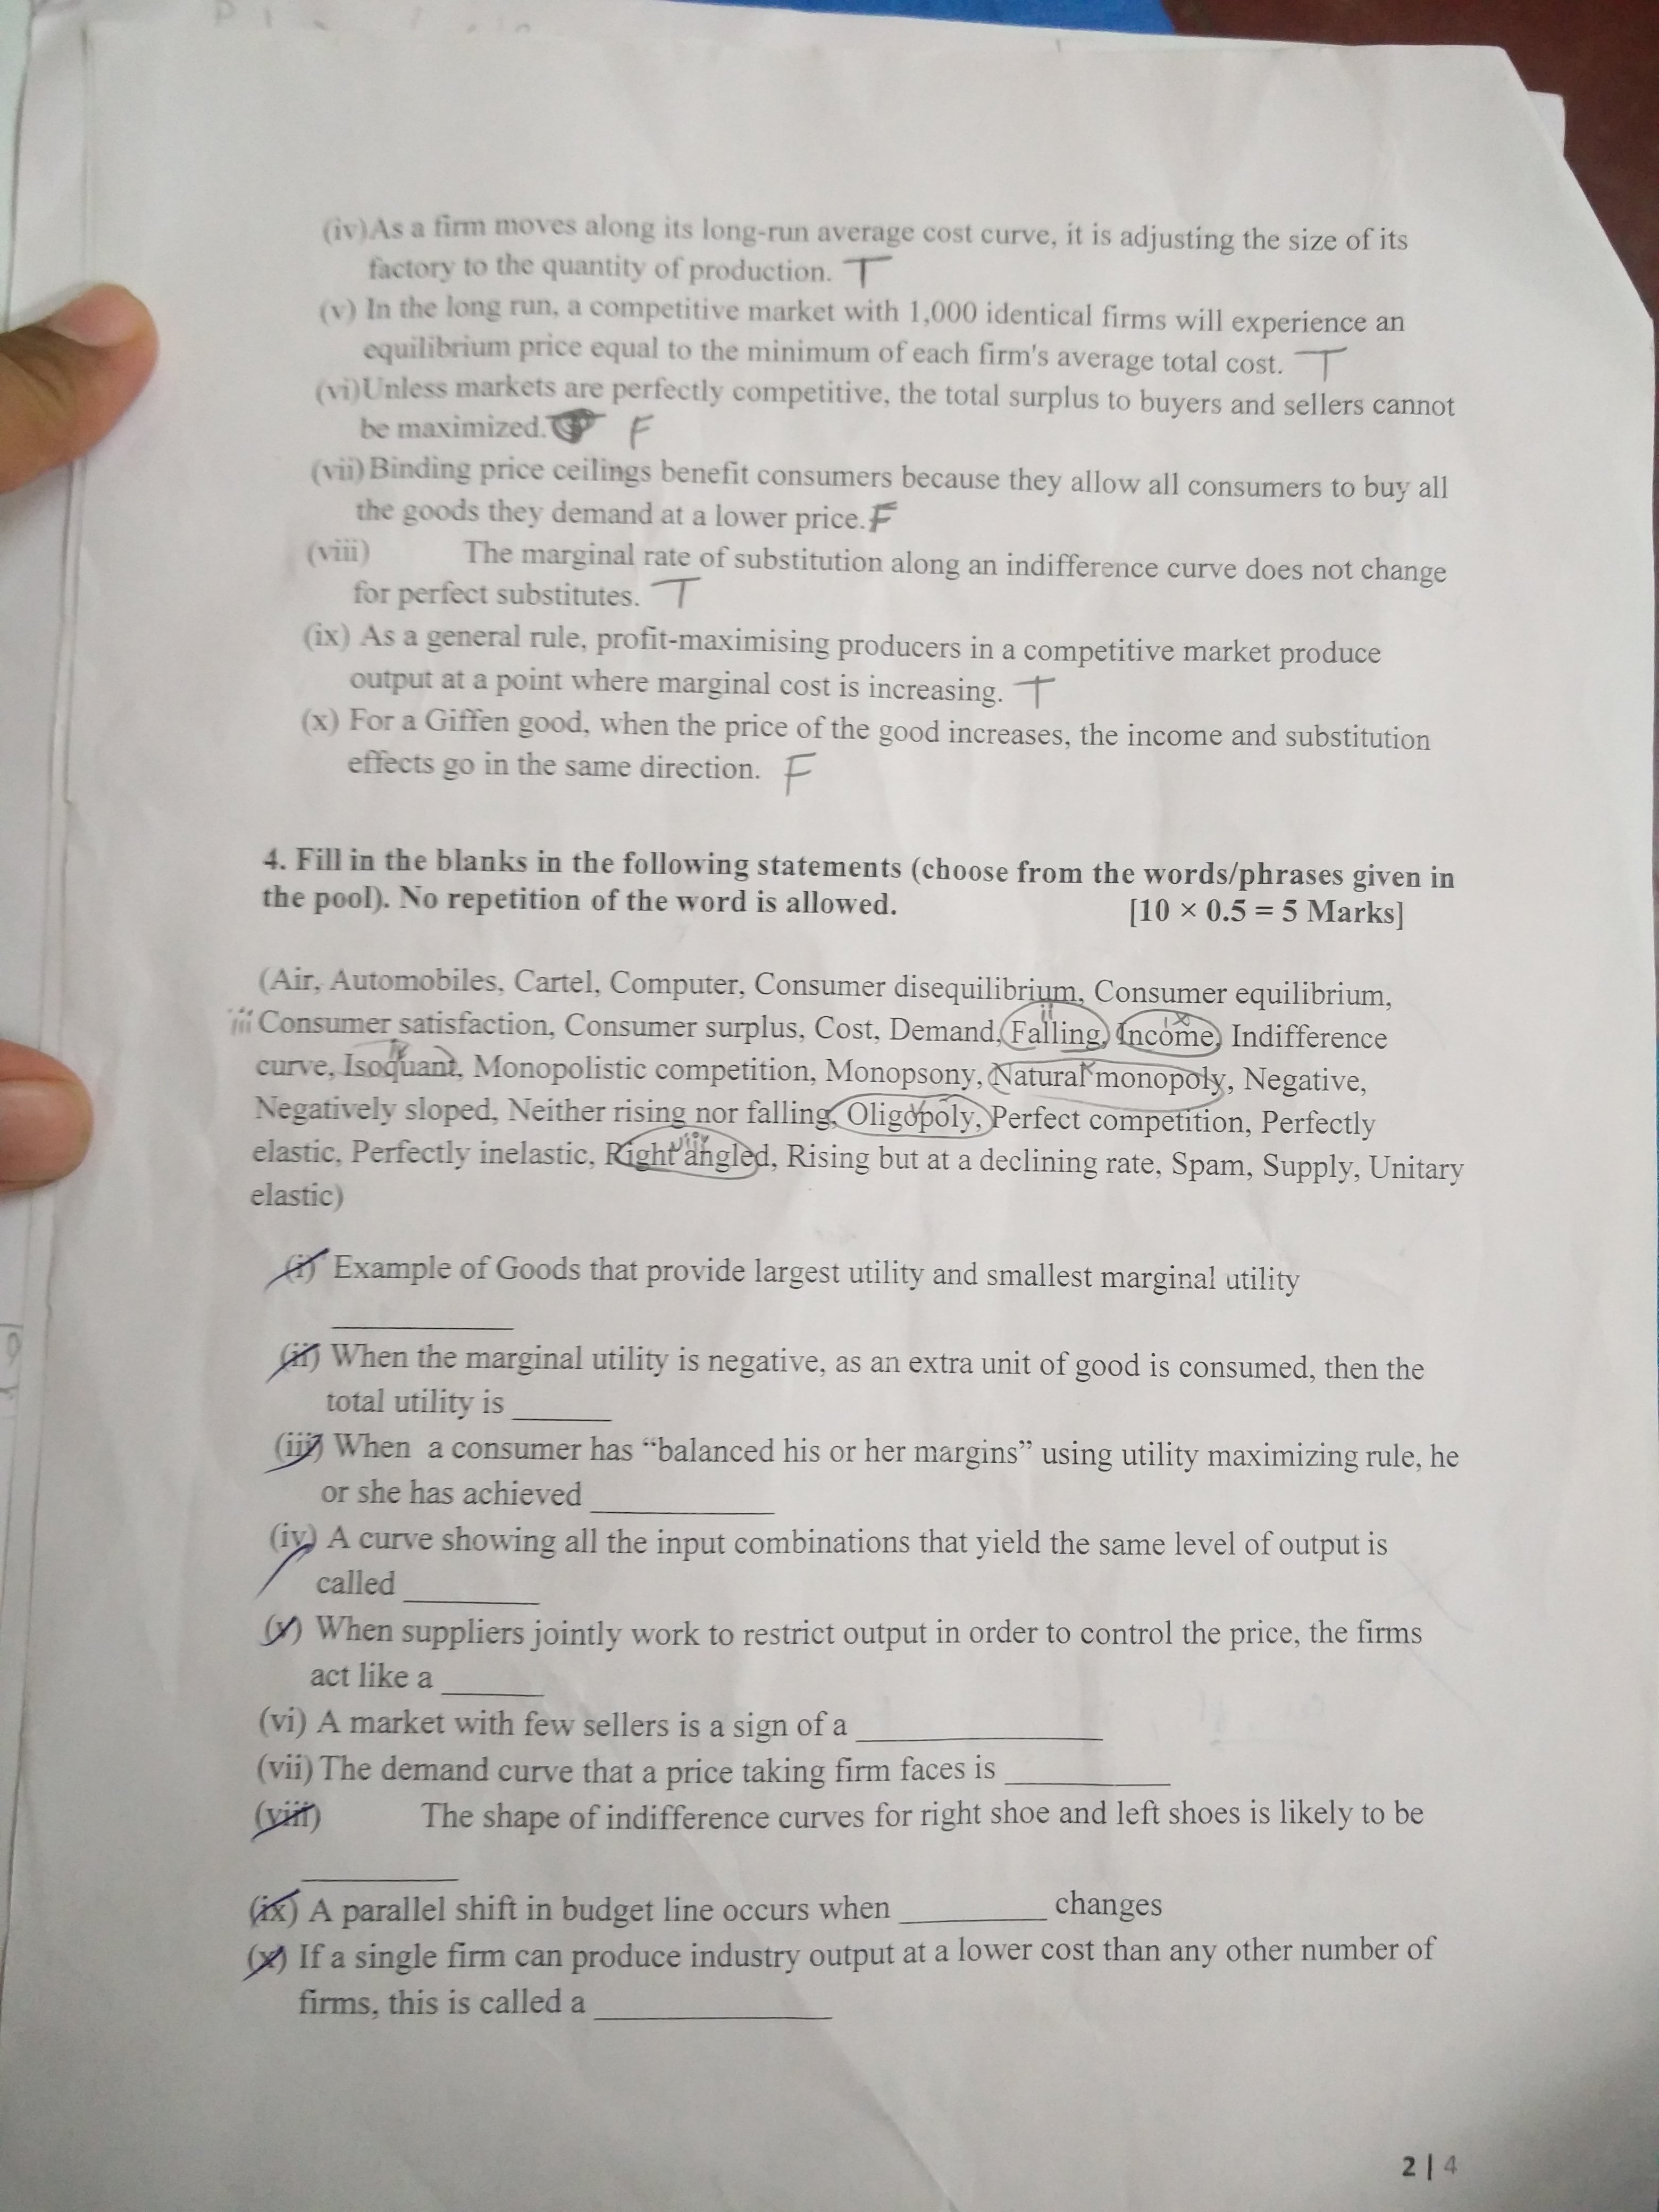 (iv)As a firm moves along its long-run average cost curve, it is adjusting the size of its
factory to the quantity of production. T
(v) In the long run, a competitive market with 1,000 identical firms will experience an
equilibrium price equal to the minimum of each firm's average total cost. T
(vi)Unless markets are perfectly competitive, the total surplus to buyers and sellers cannot
be maximized. F
(vii) Binding price ceilings benefit consumers because they allow all consumers to buy all
the goods they demand at a lower price. F
(viii) The marginal rate of substitution along an indifference curve does not change
for perfect substitutes. T
(ix) As a general rule, profit-maximising producers in a competitive market produce
output at a point where marginal cost is increasing. T
(x) For a Giffen good, when the price of the good increases, the income and substitution
effects go in the same direction. F
4. Fill in the blanks in the following statements (choose from the words/phrases given in
the pool). No repetition of the word is allowed. [10 × 0.5 = 5 Marks]
(Air, Automobiles, Cartel, Computer, Consumer disequilibrium, Consumer equilibrium,
iii Consumer satisfaction, Consumer surplus, Cost, Demand, Falling, Income, Indifference
curve, Isoquant, Monopolistic competition, Monopsony, Natural monopoly, Negative,
Negatively sloped, Neither rising nor falling, Oligopoly, Perfect competition, Perfectly
elastic, Perfectly inelastic, Right angled, Rising but at a declining rate, Spam, Supply, Unitary
elastic)
(i) Example of Goods that provide largest utility and smallest marginal utility
____________
(ii) When the marginal utility is negative, as an extra unit of good is consumed, then the
total utility is ______
(iii) When a consumer has “balanced his or her margins” using utility maximizing rule, he
or she has achieved ____________
(iv) A curve showing all the input combinations that yield the same level of output is
called _________
(v) When suppliers jointly work to restrict output in order to control the price, the firms
act like a ______
(vi) A market with few sellers is a sign of a ________________
(vii) The demand curve that a price taking firm faces is ___________
(viii) The shape of indifference curves for right shoe and left shoes is likely to be
__________
(ix) A parallel shift in budget line occurs when _________ changes
(x) If a single firm can produce industry output at a lower cost than any other number of
firms, this is called a _______________
2 | 4